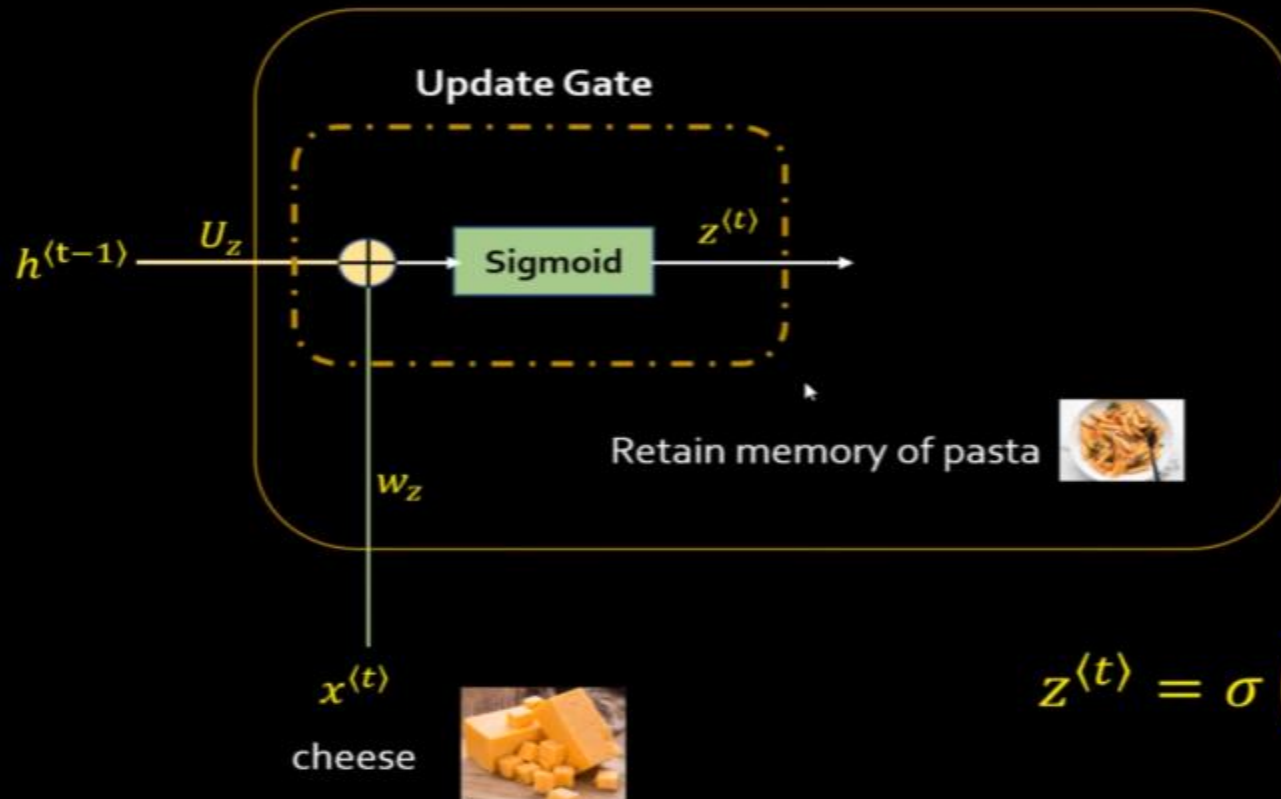 Update Gate
h⟨t−1⟩ U_z Sigmoid z⟨t⟩
Retain memory of pasta
w_z
x⟨t⟩
z⟨t⟩ = σ
cheese